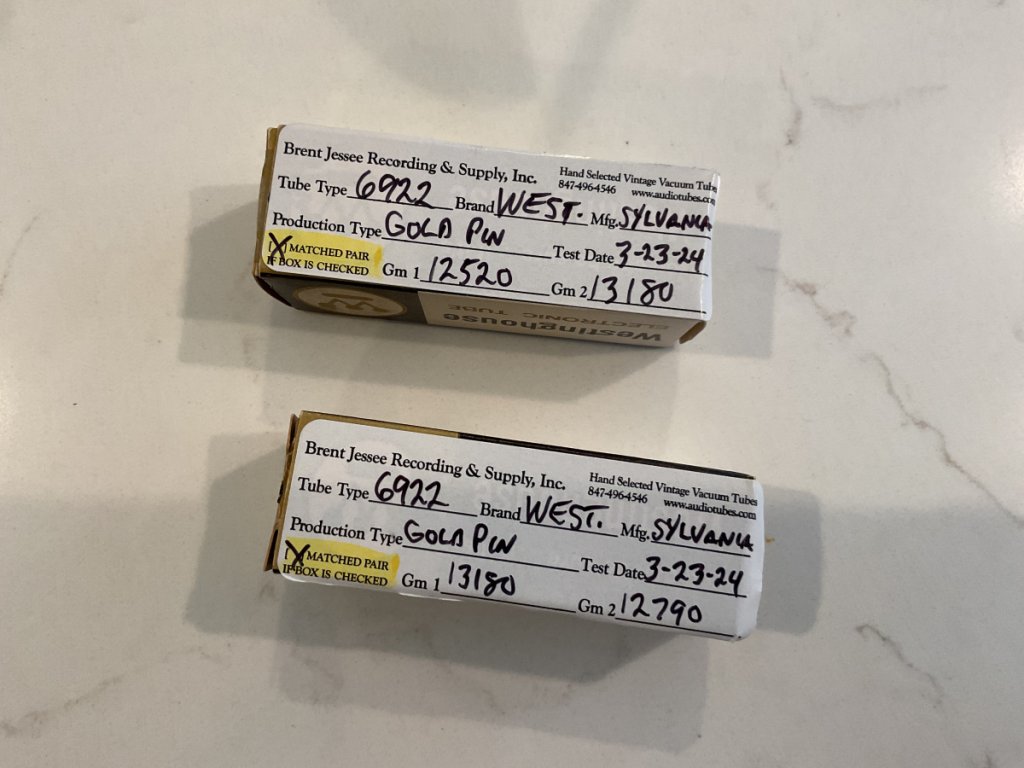 Brent Jessee Recording & Supply, Inc.
Hand Selected Vintage Vacuum Tube
847-496-4546 www.audiotubes.co
Tube Type 6922 Brand WEST. Mfg. SYLVANIA
Production Type GOLD PIN Test Date 3-23-24
[X] MATCHED PAIR
IF BOX IS CHECKED Gm 1 12520 Gm 2 13180
Westinghouse
ELECTRONIC TUBE
Brent Jessee Recording & Supply, Inc.
Hand Selected Vintage Vacuum Tubes
847-496-4546 www.audiotubes.com
Tube Type 6922 Brand WEST. Mfg. SYLVANIA
Production Type GOLD PIN Test Date 3-23-24
[X] MATCHED PAIR
IF BOX IS CHECKED Gm 1 13180 Gm 2 12790